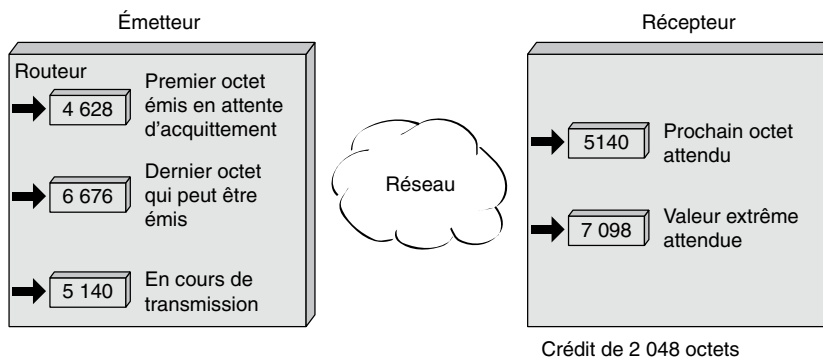 Émetteur
Routeur
4 628
Premier octet
émis en attente
d'acquittement
6 676
Dernier octet
qui peut être
émis
5 140
En cours de
transmission
Réseau
Récepteur
5140
Prochain octet
attendu
7 098
Valeur extrême
attendue
Crédit de 2 048 octets